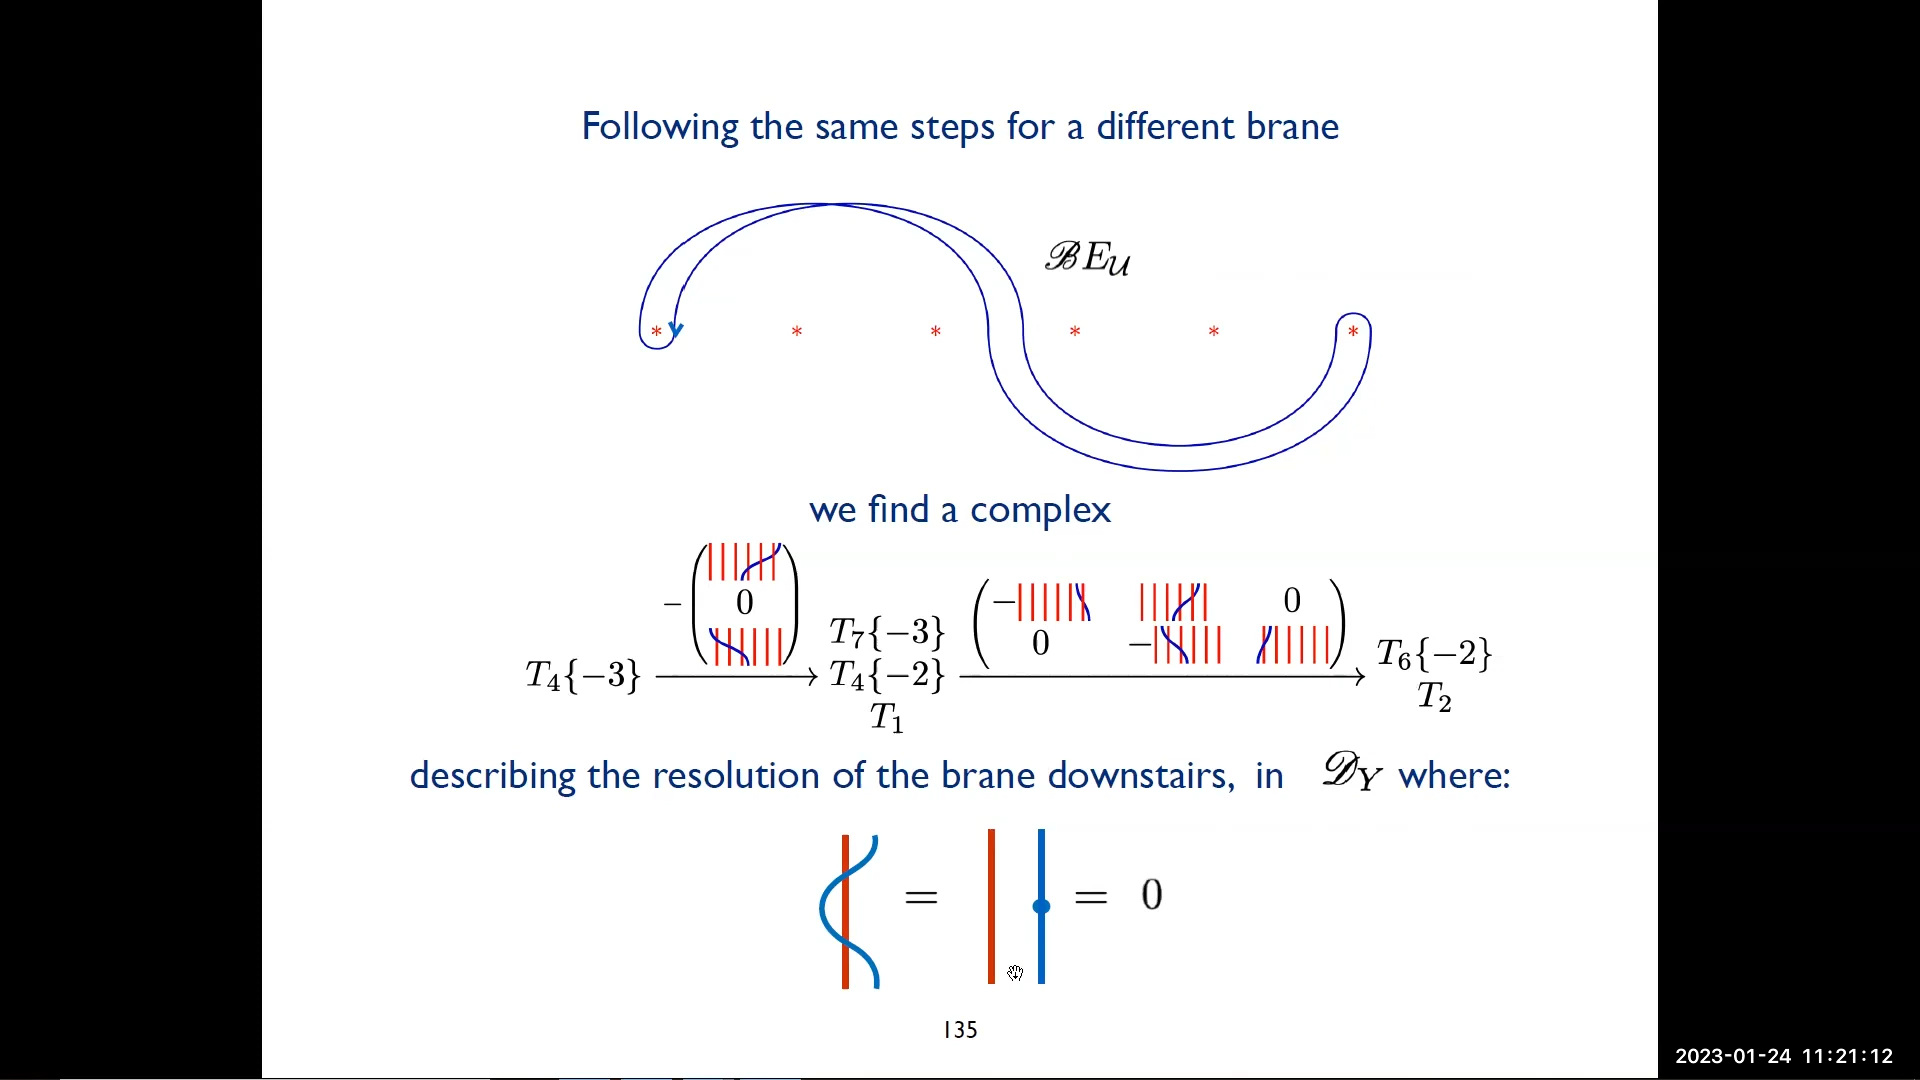 Following the same steps for a different brane
ℬE_𝒰
* * * * * *
we find a complex
T₄{−3} −( 0 ) T₇{−3} T₄{−2} T₁ ( − 0 0 − ) T₆{−2} T₂
describing the resolution of the brane downstairs, in 𝒟_Y where:
= = 0
135
2023-01-24 11:21:12